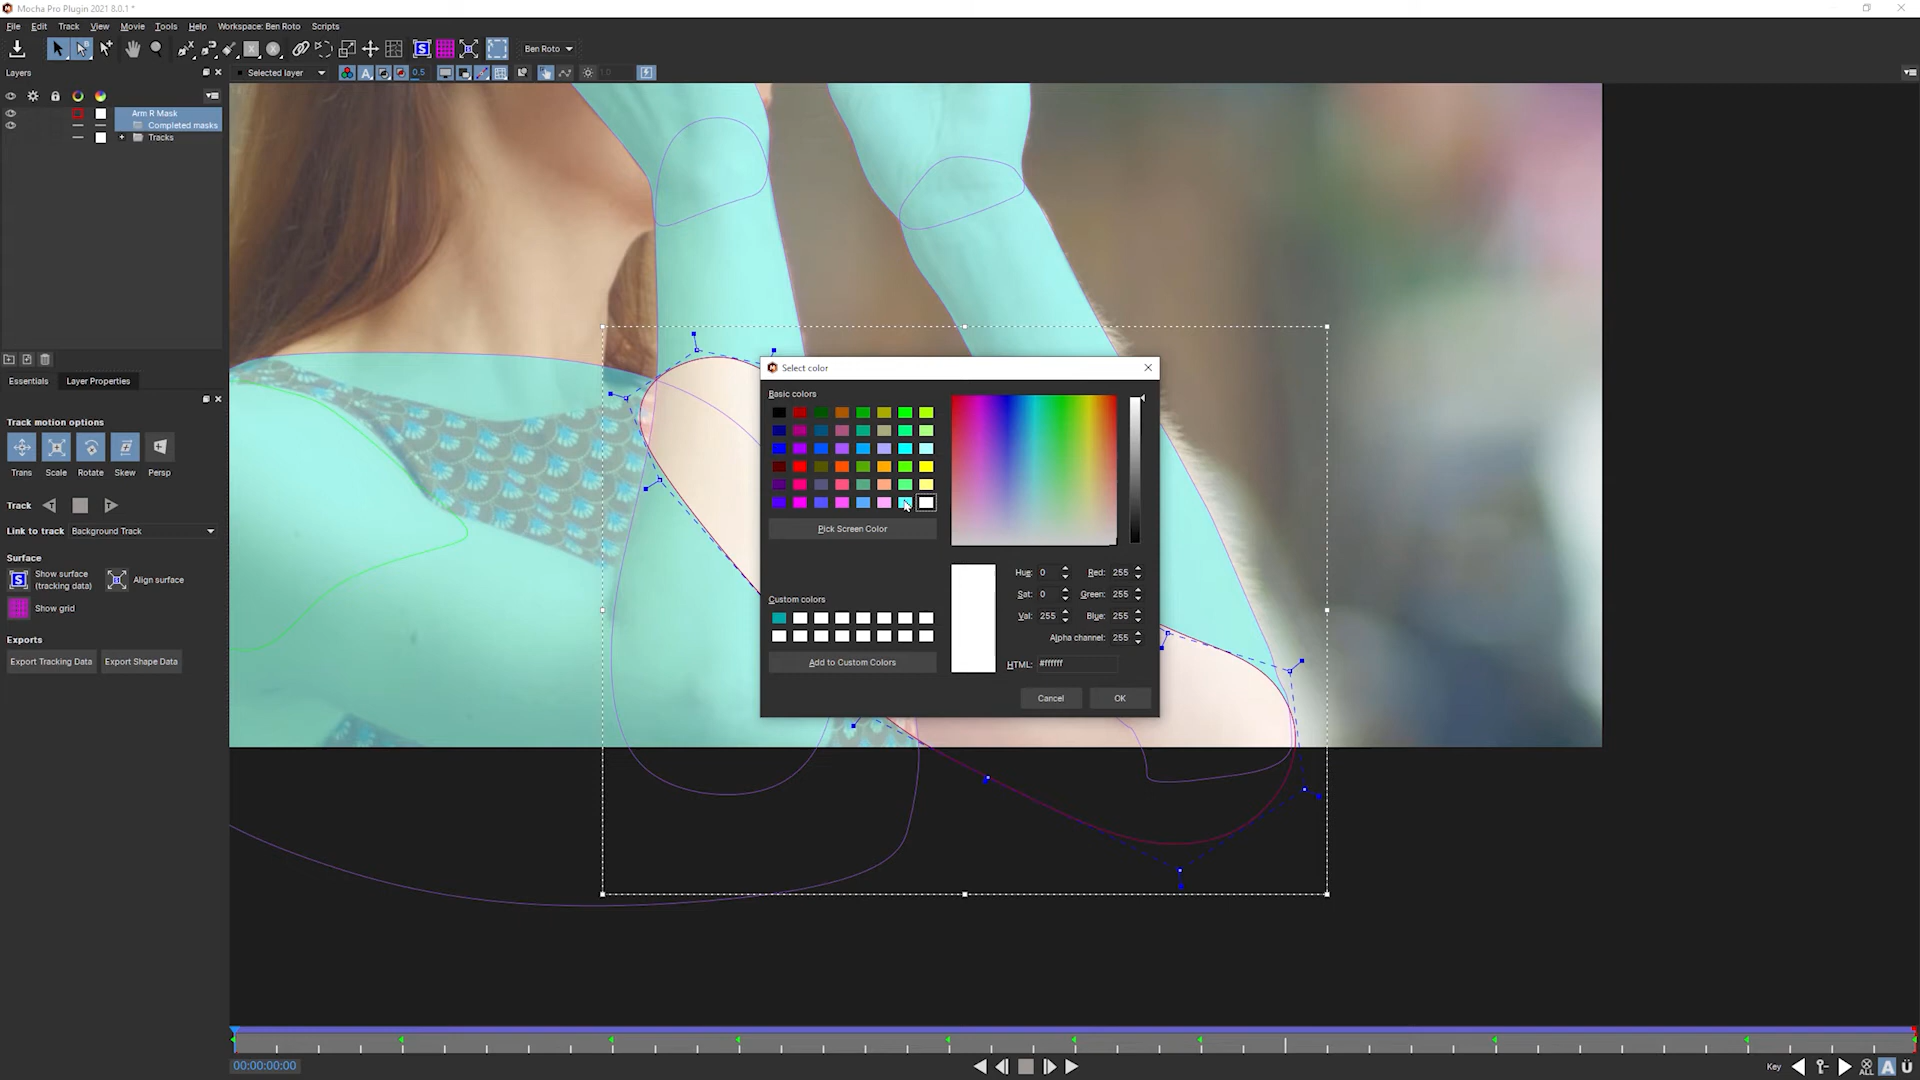 Mocha Pro Plugin 2021 8.0.1 *
File Edit Track View Movie Tools Help Workspace: Ben Roto Scripts
Ben Roto
Layers
Selected layer
0.5
1.0
Arm R Mask
Completed masks
Tracks
Essentials Layer Properties
Track motion options
Trans Scale Rotate Skew Persp
Track
Link to track Background Track
Surface
Show surface
(tracking data)
Align surface
Show grid
Exports
Export Tracking Data Export Shape Data
Select color
Basic colors
Pick Screen Color
Custom colors
Add to Custom Colors
Hue: 0 Red: 255
Sat: 0 Green: 255
Val: 255 Blue: 255
Alpha channel: 255
HTML: #ffffff
Cancel OK
00:00:00:00
Key
ALL
A
Ü